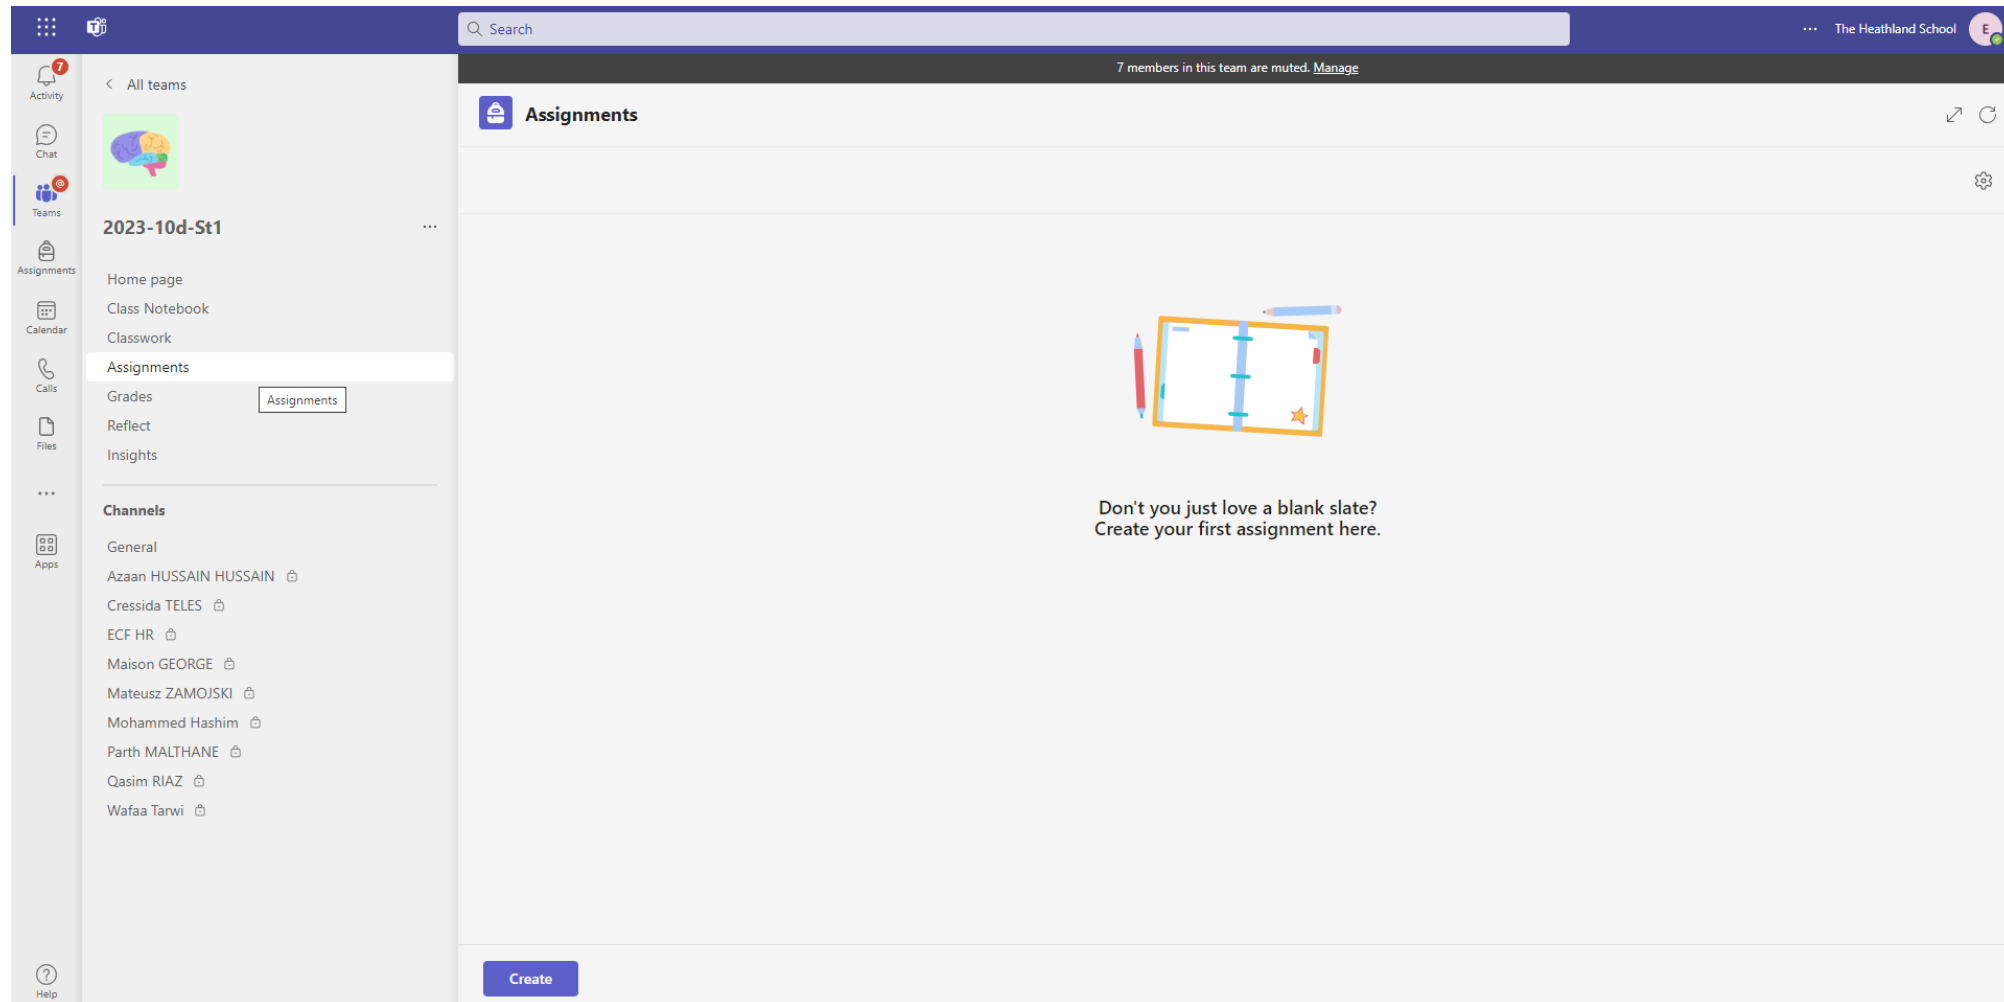 Search
The Heathland School
E
7 members in this team are muted. Manage
7
Activity
Chat
@
Teams
Assignments
Calendar
Calls
Files
Apps
Help
All teams
2023-10d-St1
Home page
Class Notebook
Classwork
Assignments
Grades
Assignments
Reflect
Insights
Channels
General
Azaan HUSSAIN HUSSAIN
Cressida TELES
ECF HR
Maison GEORGE
Mateusz ZAMOJSKI
Mohammed Hashim
Parth MALTHANE
Qasim RIAZ
Wafaa Tarwi
Assignments
Don't you just love a blank slate?
Create your first assignment here.
Create